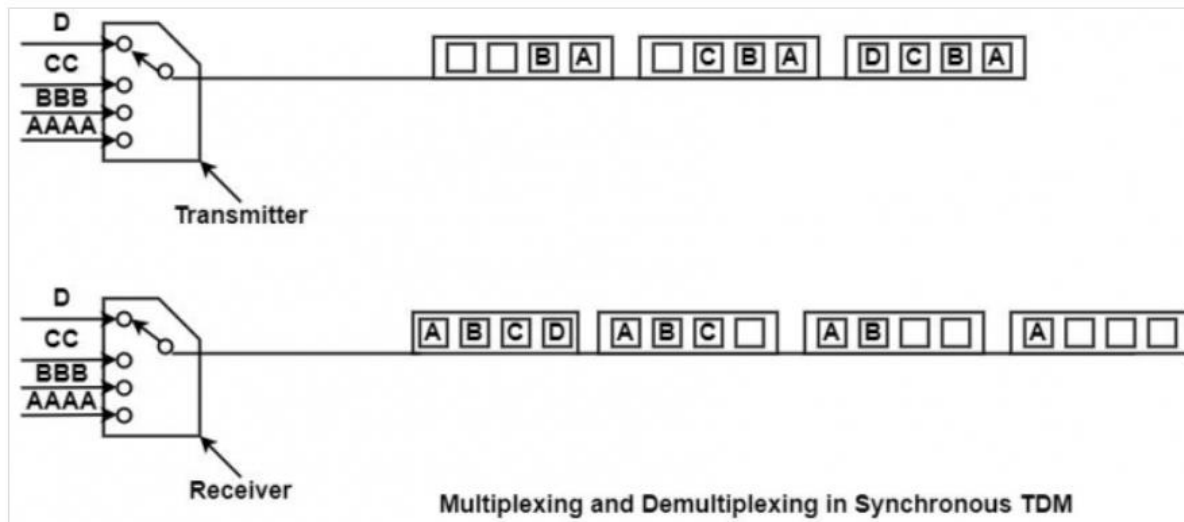 D
CC
BBB
AAAA
B A
C B A
D C B A
Transmitter
D
CC
BBB
AAAA
A B C D
A B C
A B
A
Receiver
Multiplexing and Demultiplexing in Synchronous TDM